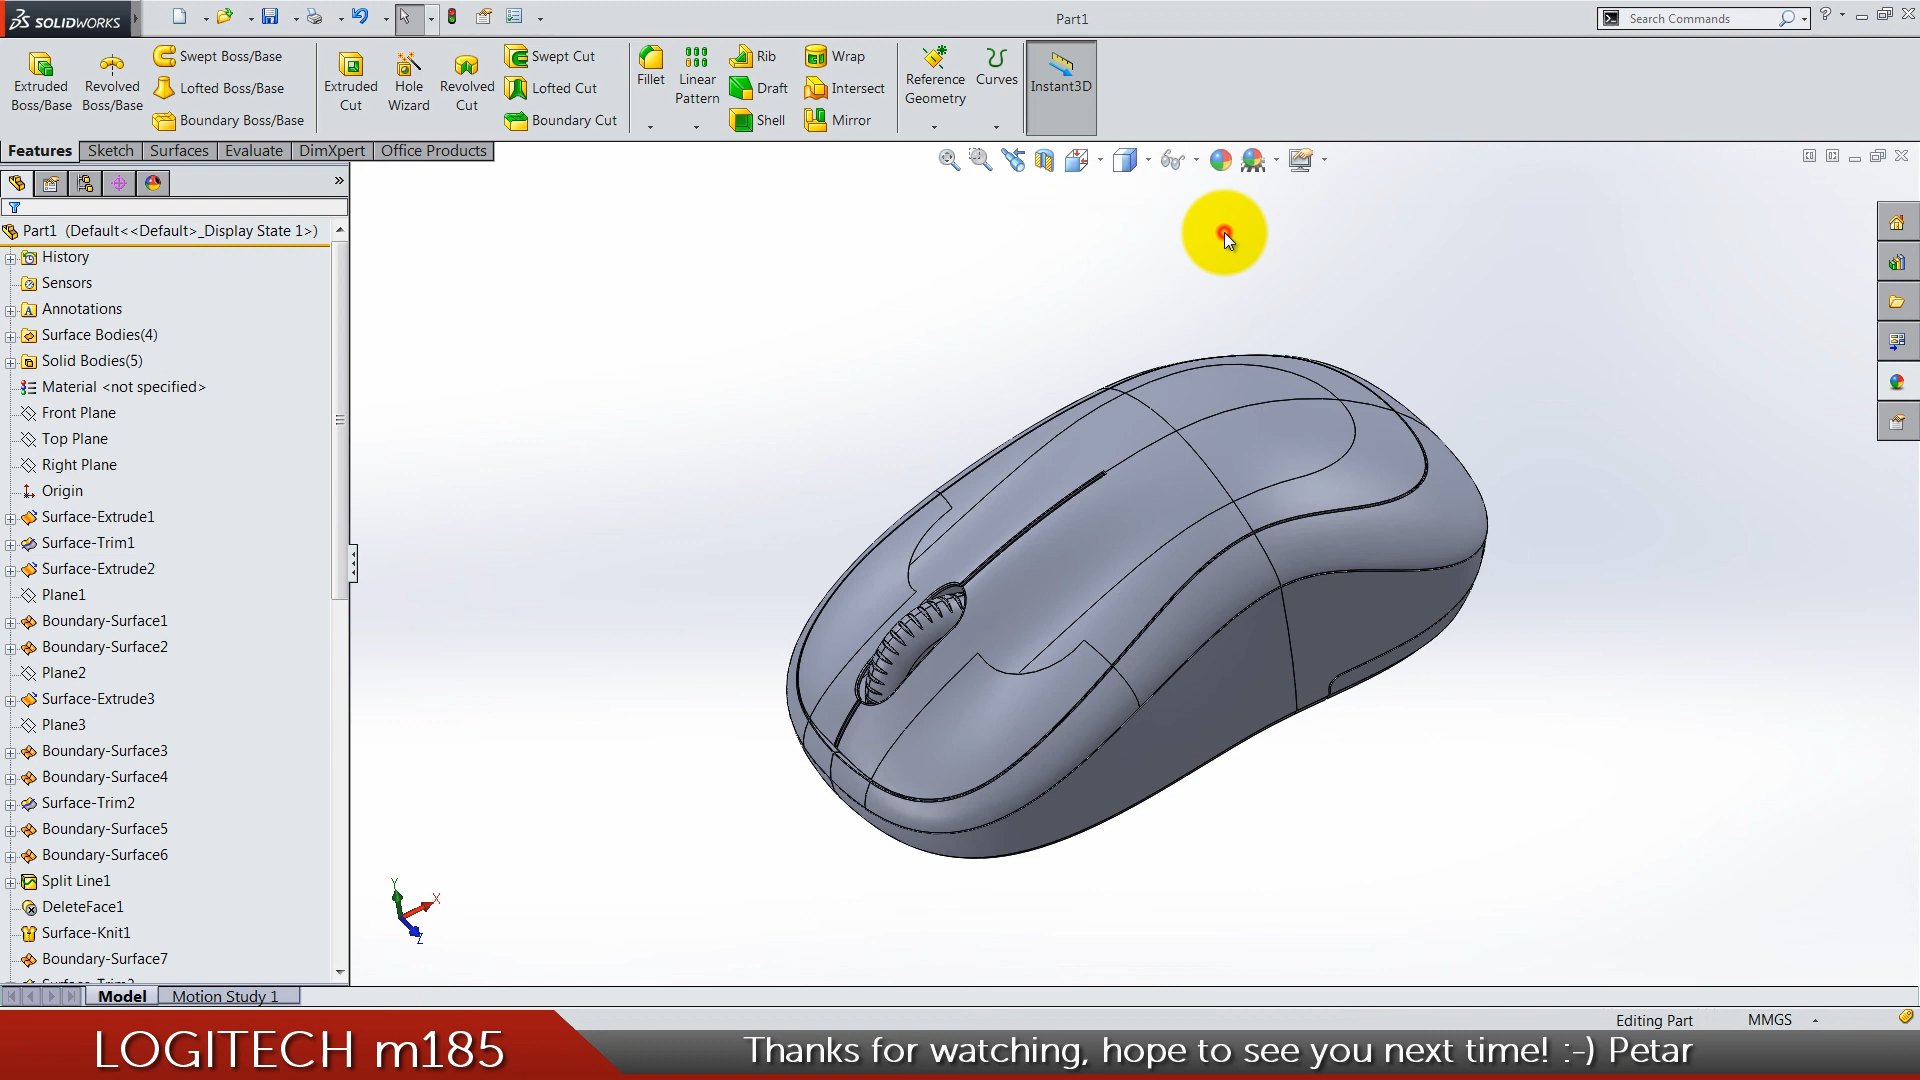 SOLIDWORKS
Part1
Search Commands
Extruded Boss/Base
Revolved Boss/Base
Swept Boss/Base
Lofted Boss/Base
Boundary Boss/Base
Extruded Cut
Hole Wizard
Revolved Cut
Swept Cut
Lofted Cut
Boundary Cut
Fillet
Linear Pattern
Rib
Draft
Shell
Wrap
Intersect
Mirror
Reference Geometry
Curves
Instant3D
Features
Sketch
Surfaces
Evaluate
DimXpert
Office Products
Part1 (Default<<Default>_Display State 1>)
History
Sensors
Annotations
Surface Bodies(4)
Solid Bodies(5)
Material <not specified>
Front Plane
Top Plane
Right Plane
Origin
Surface-Extrude1
Surface-Trim1
Surface-Extrude2
Plane1
Boundary-Surface1
Boundary-Surface2
Plane2
Surface-Extrude3
Plane3
Boundary-Surface3
Boundary-Surface4
Surface-Trim2
Boundary-Surface5
Boundary-Surface6
Split Line1
DeleteFace1
Surface-Knit1
Boundary-Surface7
Y
X
Z
Model
Motion Study 1
Editing Part
MMGS
LOGITECH m185
Thanks for watching, hope to see you next time! :-) Petar